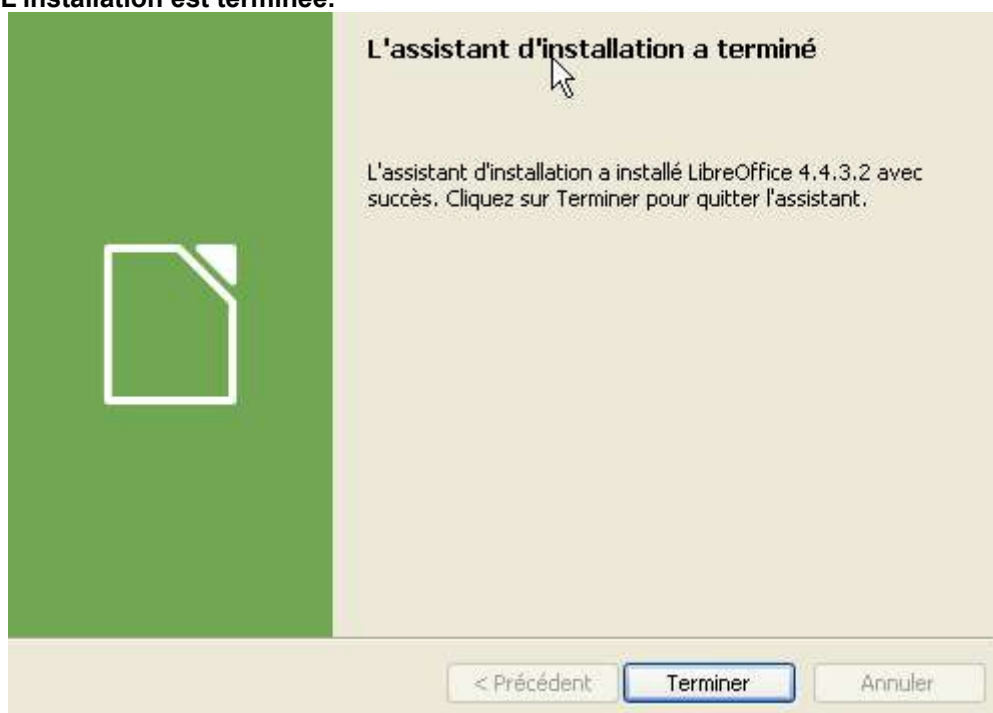 L'installation est terminée.
L'assistant d'installation a terminé
L'assistant d'installation a installé LibreOffice 4.4.3.2 avec
succès. Cliquez sur Terminer pour quitter l'assistant.
< Précédent
Terminer
Annuler